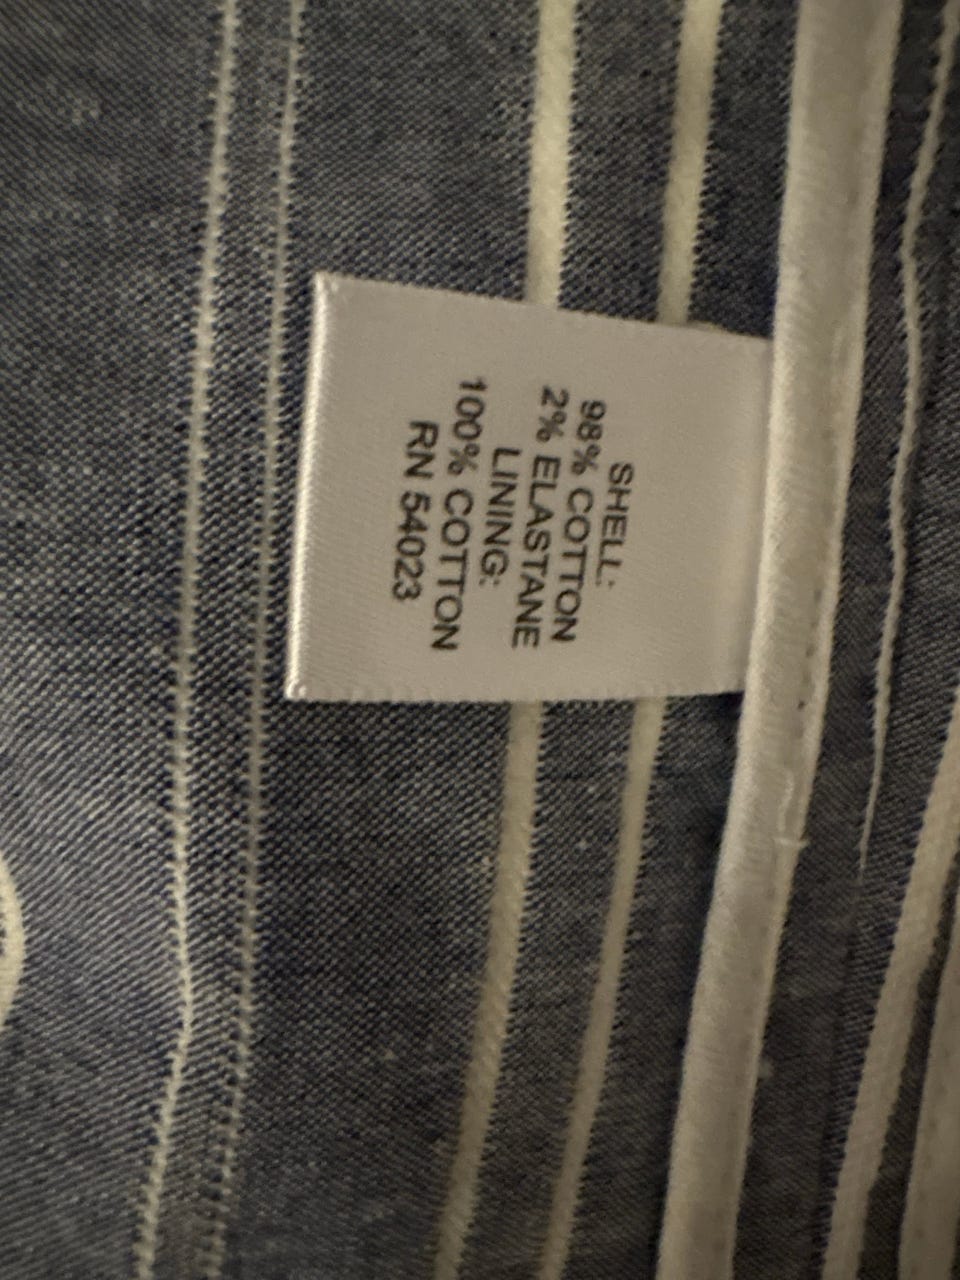 SHELL:
98% COTTON
2% ELASTANE
LINING:
100% COTTON
RN 54023